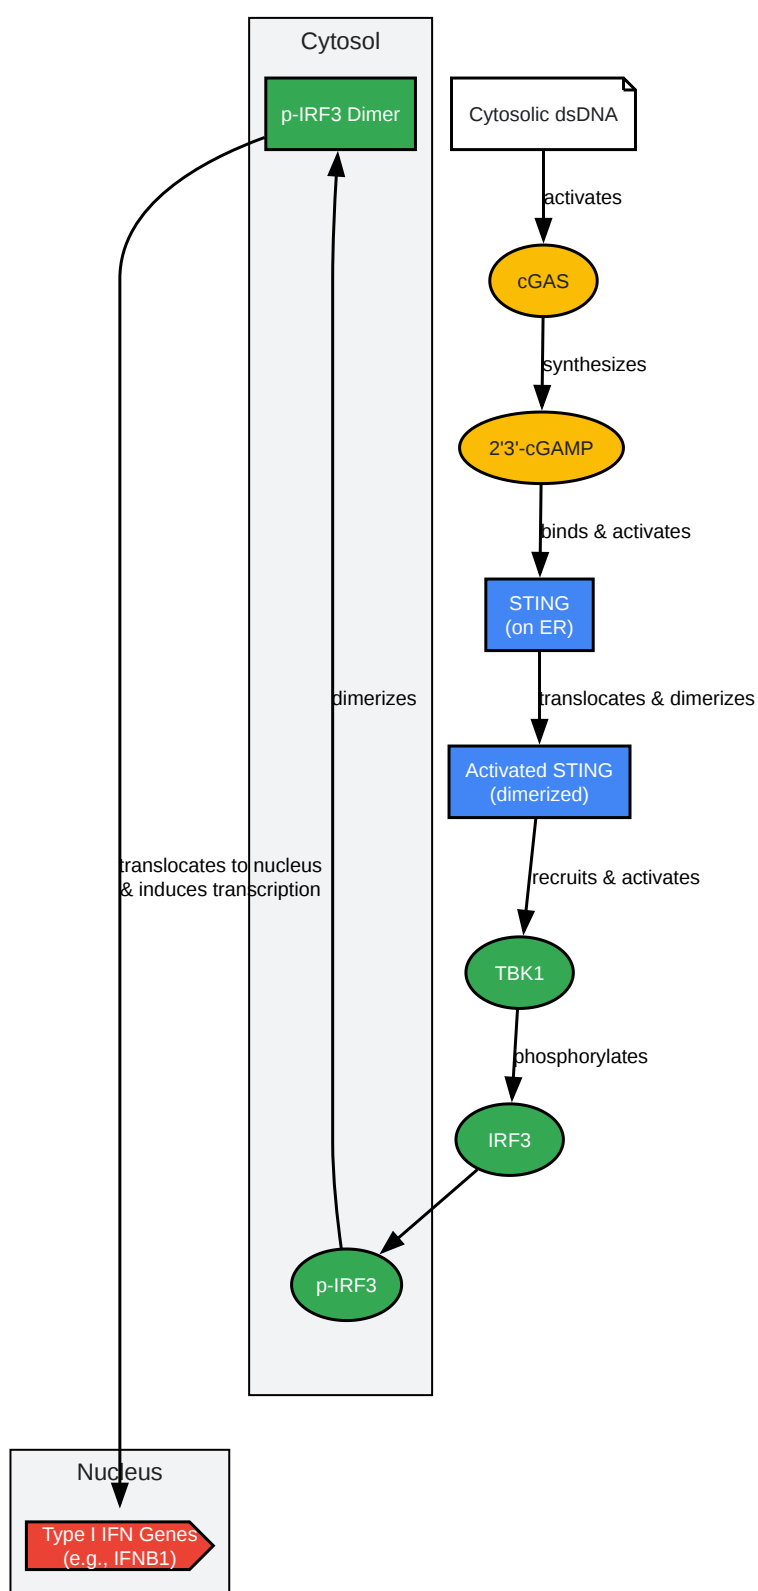 Cytosol
p-IRF3 Dimer
Cytosolic dsDNA
activates
cGAS
synthesizes
2'3'-cGAMP
binds & activates
STING
(on ER)
dimerizes
translocates & dimerizes
Activated STING
(dimerized)
translocates to nucleus
& induces transcription
recruits & activates
TBK1
phosphorylates
IRF3
p-IRF3
Nucleus
Type I IFN Genes
(e.g., IFNB1)